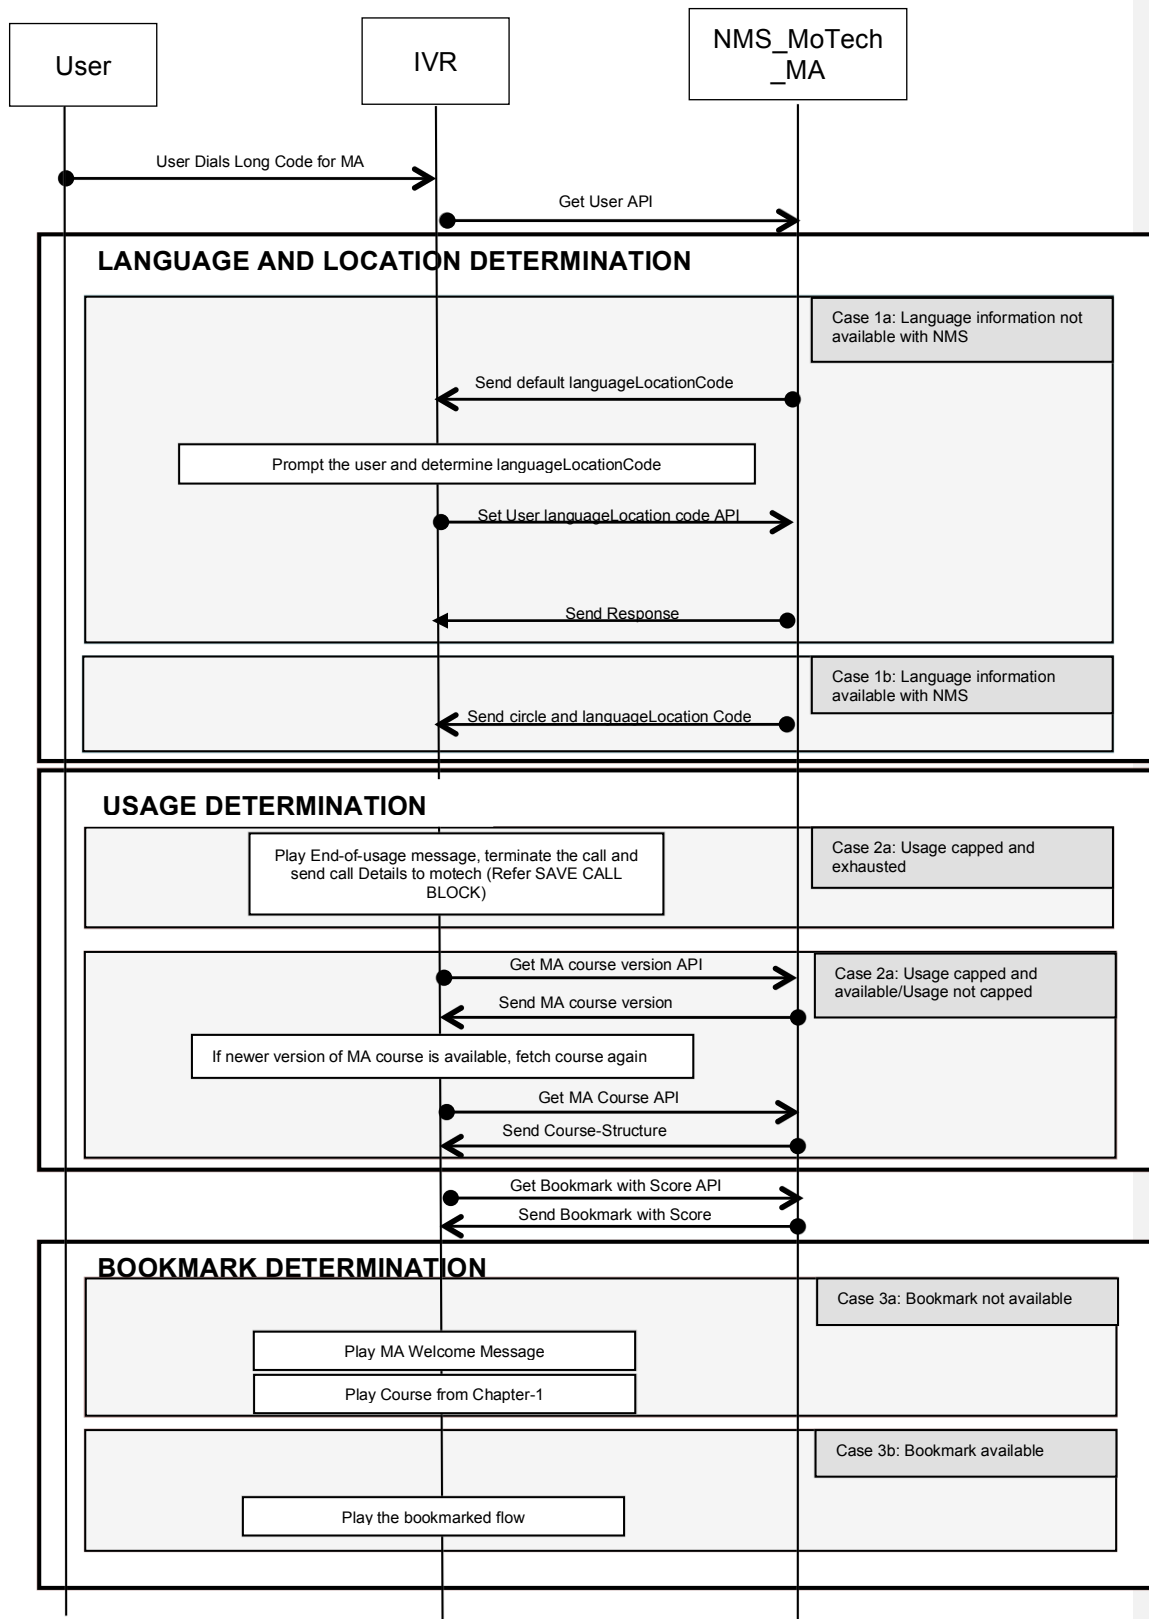 User
IVR
NMS_MoTech
_MA
User Dials Long Code for MA
Get User API
LANGUAGE AND LOCATION DETERMINATION
Case 1a: Language information not
available with NMS
Send default languageLocationCode
Prompt the user and determine languageLocationCode
Set User languageLocation code API
Send Response
Case 1b: Language information
available with NMS
Send circle and languageLocation Code
USAGE DETERMINATION
Play End-of-usage message, terminate the call and
send call Details to motech (Refer SAVE CALL
BLOCK)
Case 2a: Usage capped and
exhausted
Get MA course version API
Case 2a: Usage capped and
available/Usage not capped
Send MA course version
If newer version of MA course is available, fetch course again
Get MA Course API
Send Course-Structure
Get Bookmark with Score API
Send Bookmark with Score
BOOKMARK DETERMINATION
Case 3a: Bookmark not available
Play MA Welcome Message
Play Course from Chapter-1
Case 3b: Bookmark available
Play the bookmarked flow